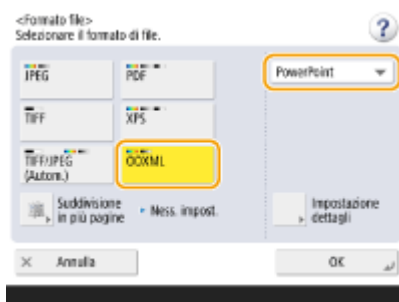 <Formato file>
Selezionare il formato di file.
?
JPEG
PDF
PowerPoint
TIFF
XPS
TIFF/JPEG
(Autom.)
OOXML
Suddivisione
in più pagine
Ness. impost.
Impostazione
dettagli
Annulla
OK